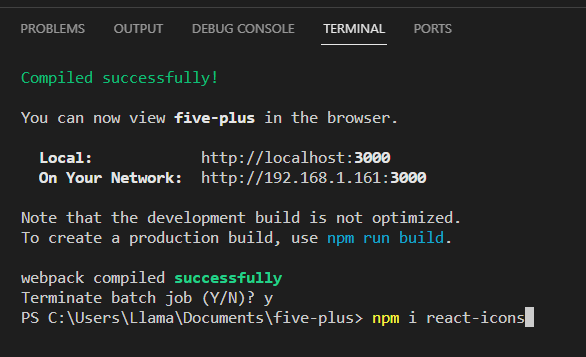 PROBLEMS OUTPUT DEBUG CONSOLE TERMINAL PORTS
Compiled successfully!
You can now view five-plus in the browser.
Local: http://localhost:3000
On Your Network: http://192.168.1.161:3000
Note that the development build is not optimized.
To create a production build, use npm run build.
webpack compiled successfully
Terminate batch job (Y/N)? y
PS C:\Users\Llama\Documents\five-plus> npm i react-icons